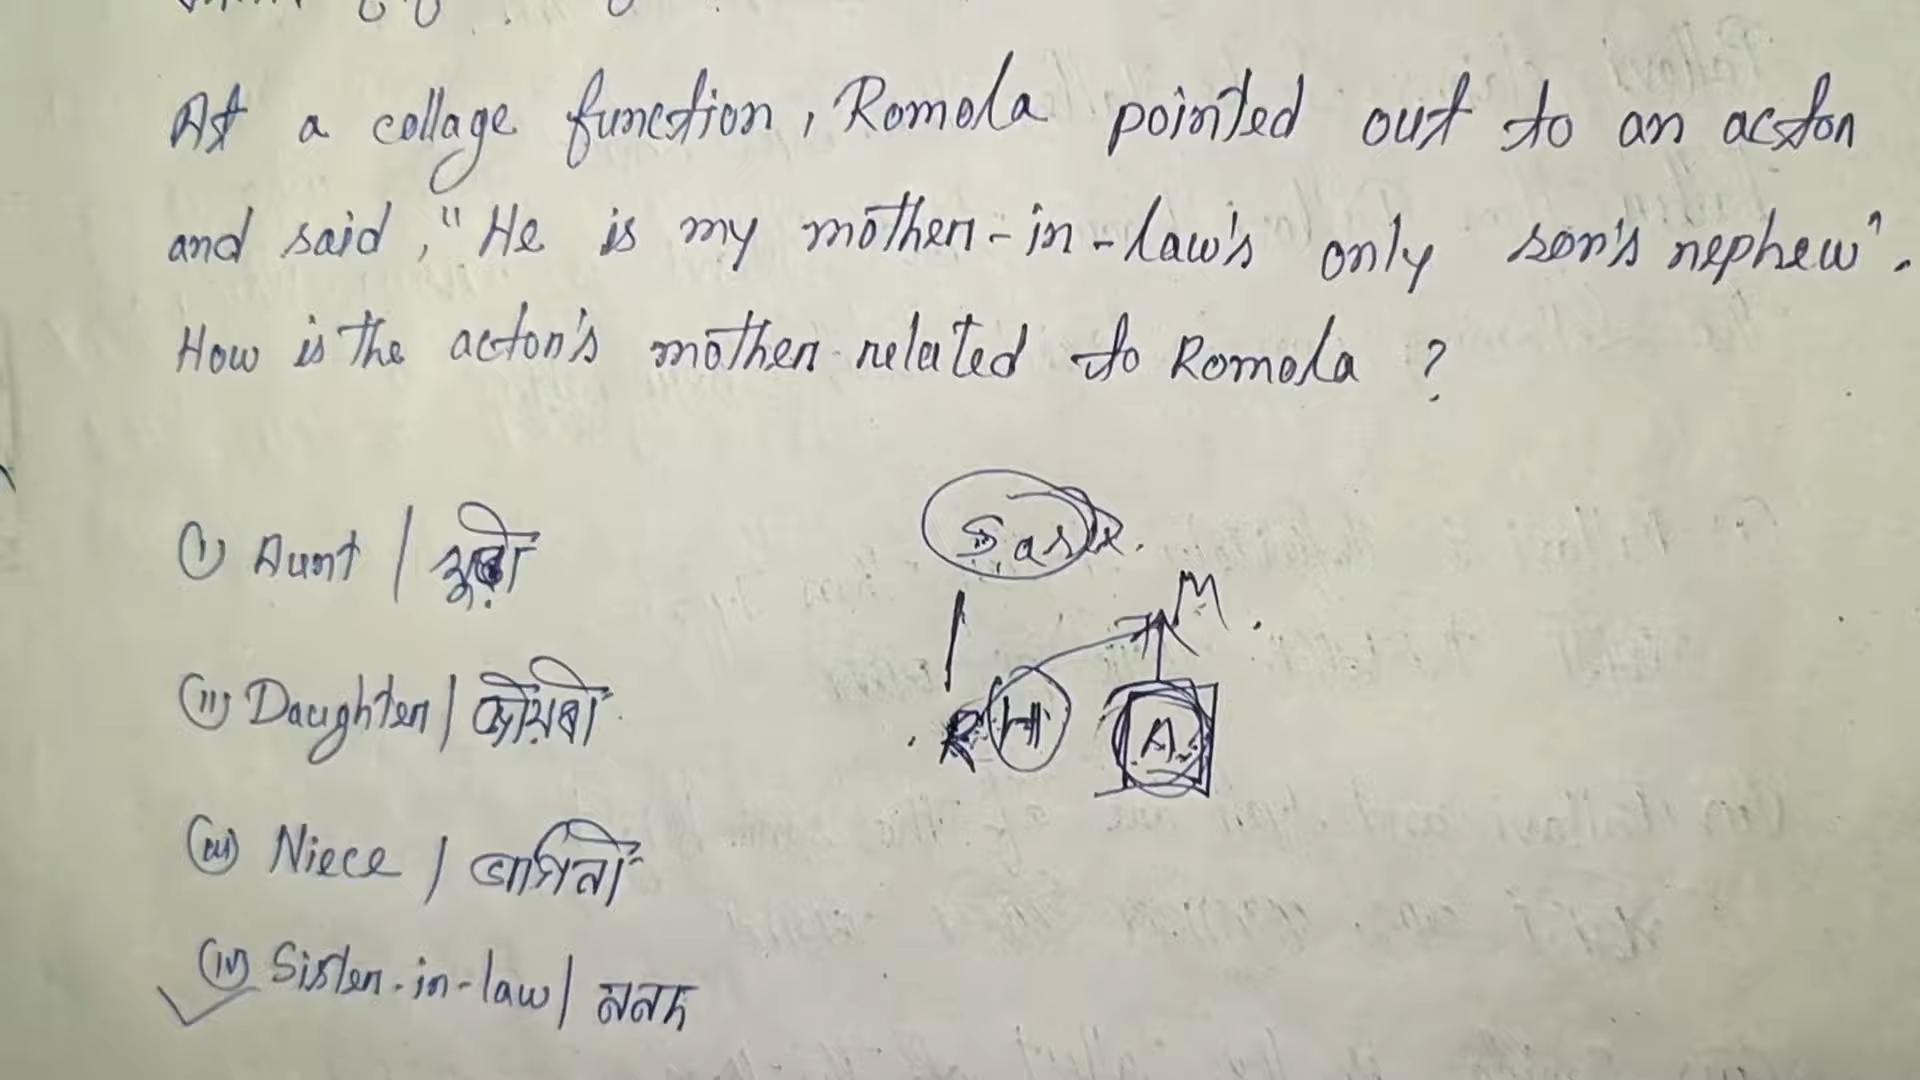 At a collage function, Romola pointed out to an actor
and said, "He is my mother-in-law's only son's nephew".
How is the actor's mother related to Romola ?
(i) Aunt /
Sasu.
(ii) Daughter / জীয়ৰী
M
R H A
(iii) Niece / ভাগিনী
(iv) Sister-in-law / ননদ